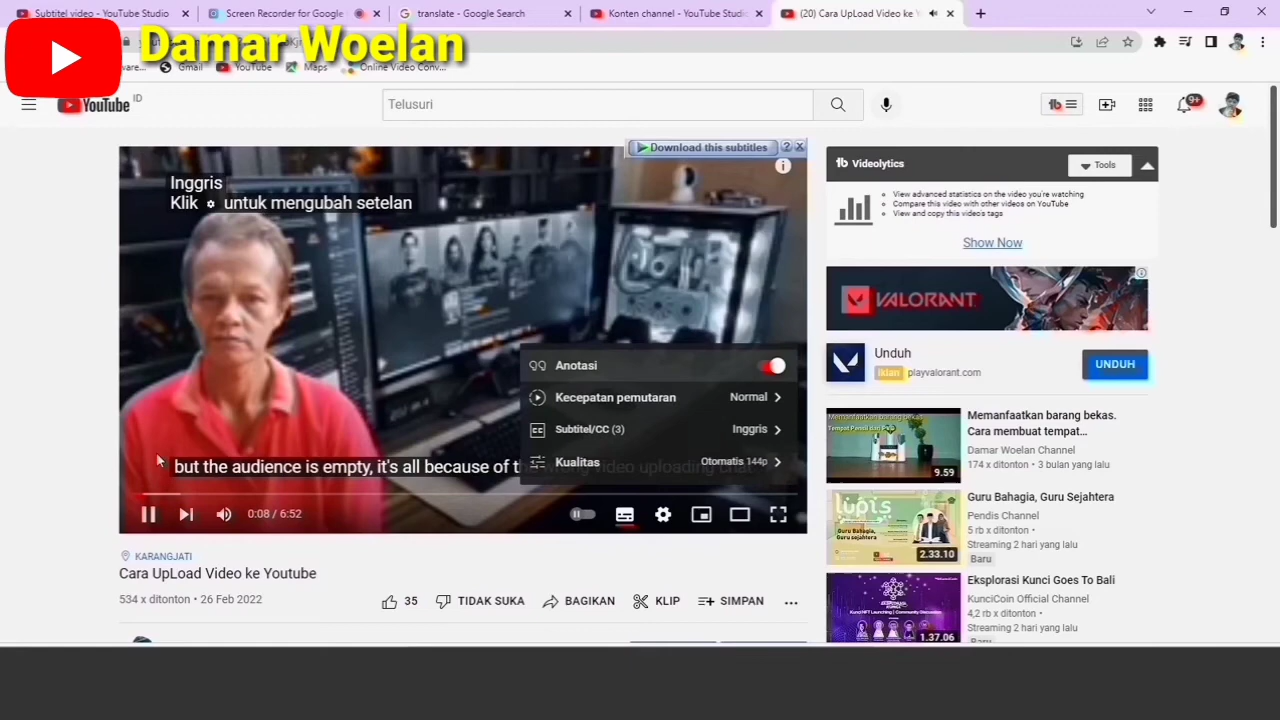 Subtitel video - YouTube Studio
Screen Recorder for Google
translate - Google Search
Konten channel - YouTube Studio
(20) Cara UpLoad Video ke Y
Damar Woelan
Gmail
YouTube
Maps
Online Video Conv...
YouTube ID
Telusuri
9+
Download this subtitles
Inggris
Klik untuk mengubah setelan
Anotasi
Kecepatan pemutaran Normal
Subtitel/CC (3) Inggris
Kualitas Otomatis 144p
but the audience is empty, it's all because of
video uploading
0:08 / 6:52
KARANGJATI
Cara UpLoad Video ke Youtube
534 x ditonton • 26 Feb 2022
35
TIDAK SUKA
BAGIKAN
KLIP
SIMPAN
Videolytics
Tools
View advanced statistics on the video you're watching
Compare this video with other videos on YouTube
View and copy this video's tags
Show Now
VALORANT
Unduh
Iklan playvalorant.com
UNDUH
Memanfaatkan barang bekas
9.59
Memanfaatkan barang bekas.
Cara membuat tempat...
Damar Woelan Channel
174 x ditonton • 3 bulan yang lalu
lupis
2.33.10
Guru Bahagia, Guru Sejahtera
Pendis Channel
5 rb x ditonton •
Streaming 2 hari yang lalu
Baru
1.37.06
Eksplorasi Kunci Goes To Bali
KunciCoin Official Channel
4,2 rb x ditonton •
Streaming 2 hari yang lalu
Baru